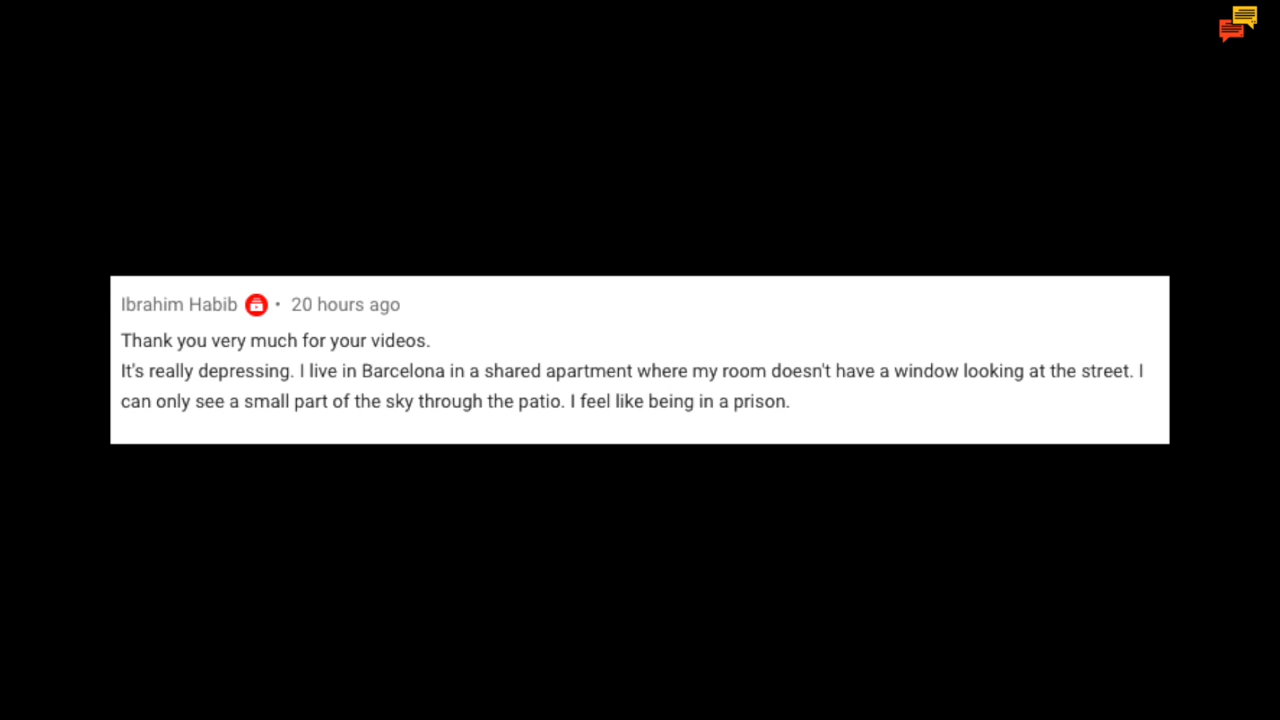 Ibrahim Habib • 20 hours ago
Thank you very much for your videos.
It's really depressing. I live in Barcelona in a shared apartment where my room doesn't have a window looking at the street. I
can only see a small part of the sky through the patio. I feel like being in a prison.